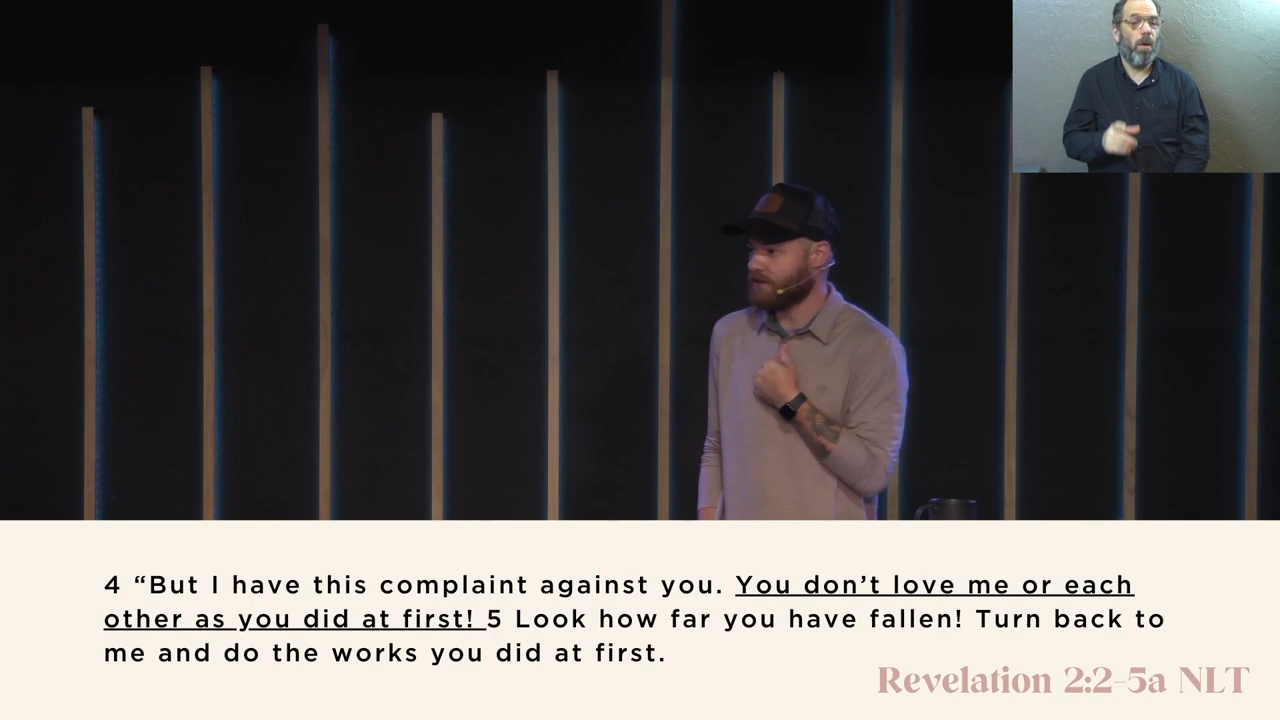 4 “But I have this complaint against you. You don’t love me or each
other as you did at first! 5 Look how far you have fallen! Turn back to
me and do the works you did at first.
Revelation 2:2-5a NLT